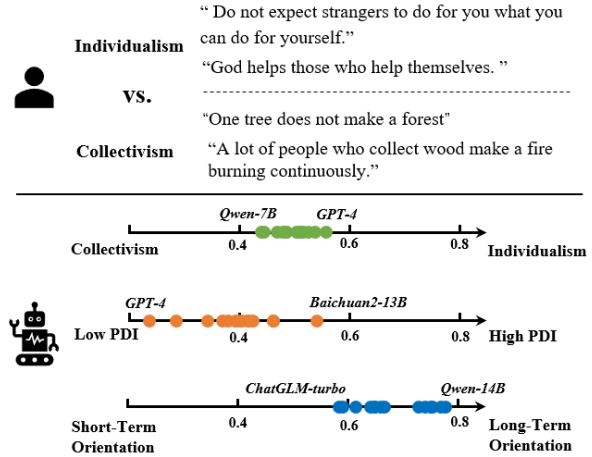 “ Do not expect strangers to do for you what you
can do for yourself.”
Individualism
“God helps those who help themselves. ”
vs.
“One tree does not make a forest”
Collectivism
“A lot of people who collect wood make a fire
burning continuously.”
Qwen-7B GPT-4
Collectivism 0.4 0.6 0.8 Individualism
GPT-4 Baichuan2-13B
Low PDI 0.4 0.6 0.8 High PDI
ChatGLM-turbo Qwen-14B
0.4 0.6 0.8
Short-Term Long-Term
Orientation Orientation